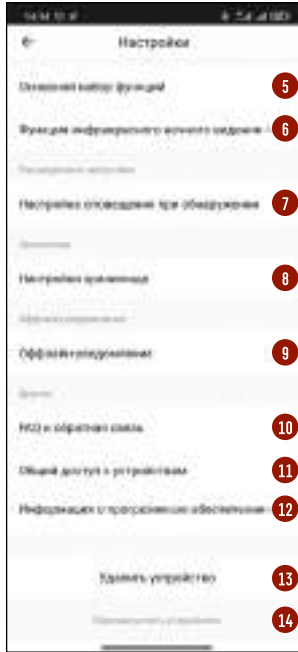 Настройки
Основной набор функций 5
Функция инфракрасного ночного видения 6
Настройка оповещения при обнаружении 7
Настройки хранилища 8
Оффлайн-уведомление 9
FAQ и обратная связь 10
Общий доступ к устройствам 11
Информация о программном обеспечении 12
Удалить устройство 13
14